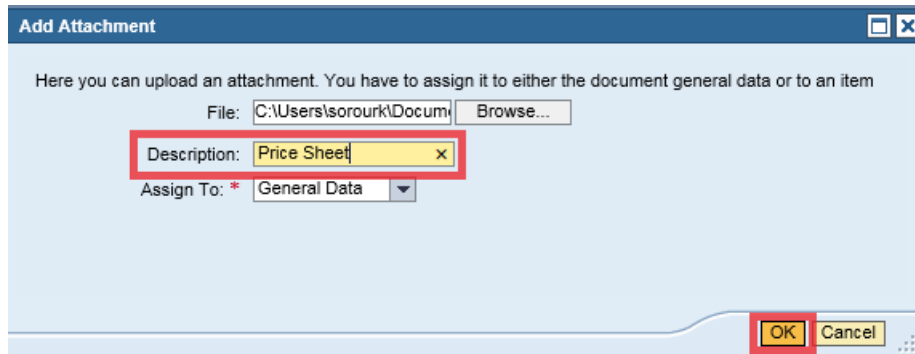 Add Attachment
Here you can upload an attachment. You have to assign it to either the document general data or to an item
File: C:\Users\sorourk\Docum Browse...
Description: Price Sheet ×
Assign To: * General Data
OK Cancel